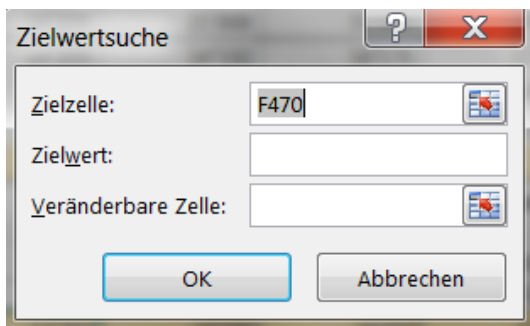 Zielwertsuche
?
X
Zielzelle: F470
Zielwert:
Veränderbare Zelle:
OK Abbrechen